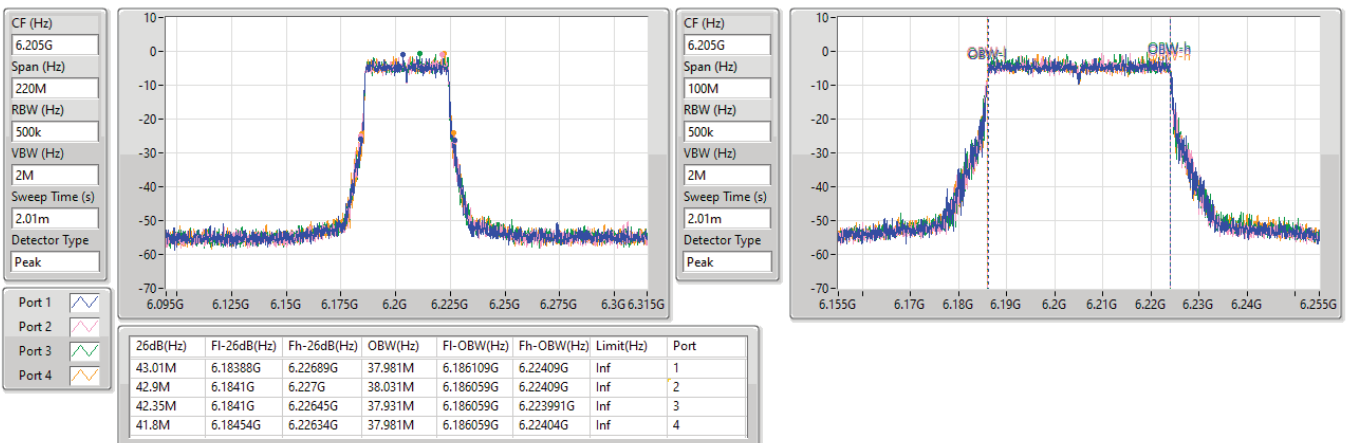 CF (Hz)
6.205G
Span (Hz)
220M
RBW (Hz)
500k
VBW (Hz)
2M
Sweep Time (s)
2.01m
Detector Type
Peak
10
0
-10
-20
-30
-40
-50
-60
-70
6.095G 6.125G 6.15G 6.175G 6.2G 6.225G 6.25G 6.275G 6.3G 6.315G
CF (Hz)
6.205G
Span (Hz)
100M
RBW (Hz)
500k
VBW (Hz)
2M
Sweep Time (s)
2.01m
Detector Type
Peak
10
0
-10
-20
-30
-40
-50
-60
-70
OBW-l OBW-h
6.155G 6.17G 6.18G 6.19G 6.2G 6.21G 6.22G 6.23G 6.24G 6.255G
Port 1
Port 2
Port 3
Port 4
26dB(Hz) Fl-26dB(Hz) Fh-26dB(Hz) OBW(Hz) Fl-OBW(Hz) Fh-OBW(Hz) Limit(Hz) Port
43.01M 6.18388G 6.22689G 37.981M 6.186109G 6.22409G Inf 1
42.9M 6.1841G 6.227G 38.031M 6.186059G 6.22409G Inf 2
42.35M 6.1841G 6.22645G 37.931M 6.186059G 6.223991G Inf 3
41.8M 6.18454G 6.22634G 37.981M 6.186059G 6.22404G Inf 4